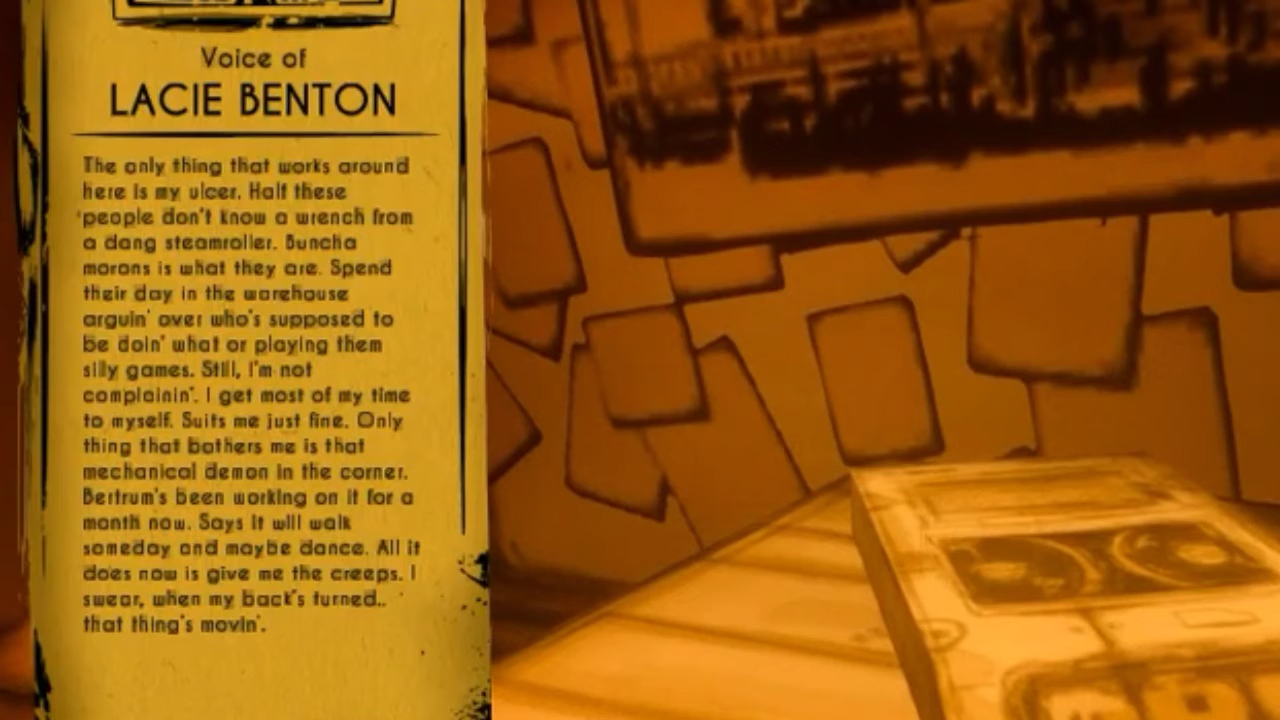 Voice of
LACIE BENTON
The only thing that works around
here is my ulcer. Half these
people don't know a wrench from
a dang steamroller. Buncha
morons is what they are. Spend
their day in the warehouse
arguin' over who's supposed to
be doin' what or playing them
silly games. Still, I'm not
complainin'. I get most of my time
to myself. Suits me just fine. Only
thing that bothers me is that
mechanical demon in the corner.
Bertrum's been working on it for a
month now. Says it will walk
someday and maybe dance. All it
does now is give me the creeps. I
swear, when my back's turned..
that thing's movin'.